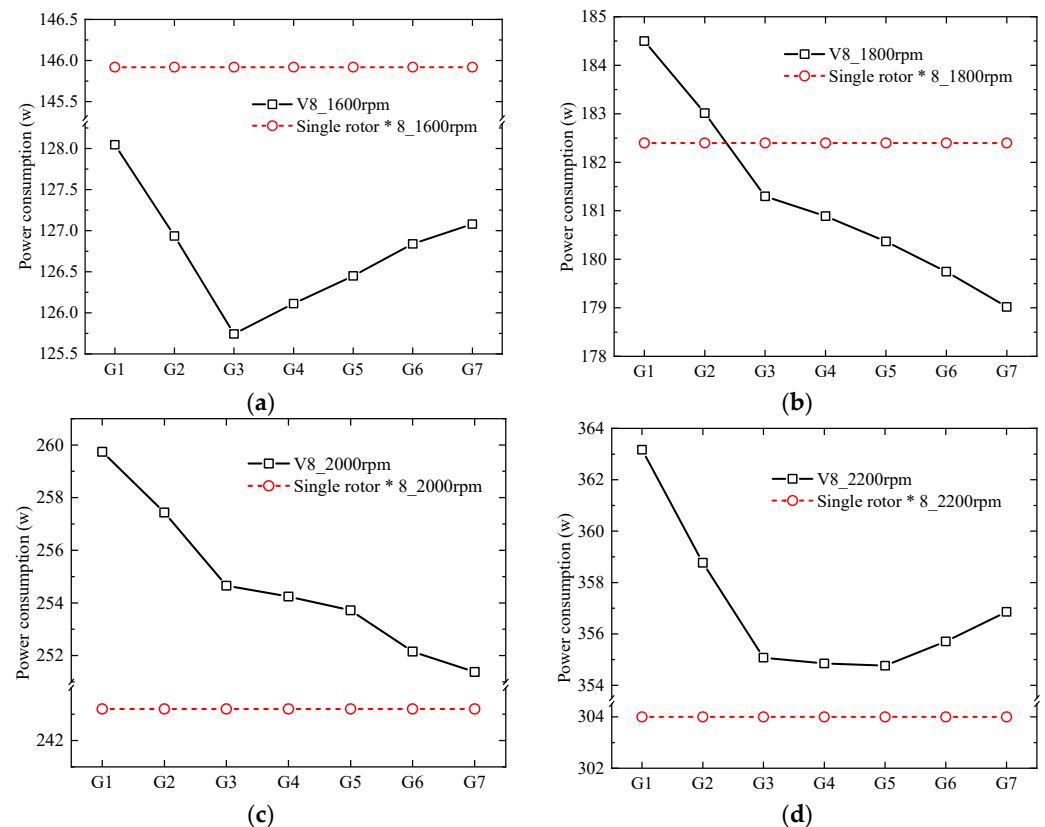 146.5
146.0
145.5
128.0
127.5
127.0
126.5
126.0
125.5
Power consumption (w)
V8_1600rpm
Single rotor * 8_1600rpm
G1 G2 G3 G4 G5 G6 G7
(a)
185
184
183
182
181
180
179
178
Power consumption (w)
V8_1800rpm
Single rotor * 8_1800rpm
G1 G2 G3 G4 G5 G6 G7
(b)
260
258
256
254
252
242
Power consumption (w)
V8_2000rpm
Single rotor * 8_2000rpm
G1 G2 G3 G4 G5 G6 G7
(c)
364
362
360
358
356
354
304
302
Power consumption (w)
V8_2200rpm
Single rotor * 8_2200rpm
G1 G2 G3 G4 G5 G6 G7
(d)